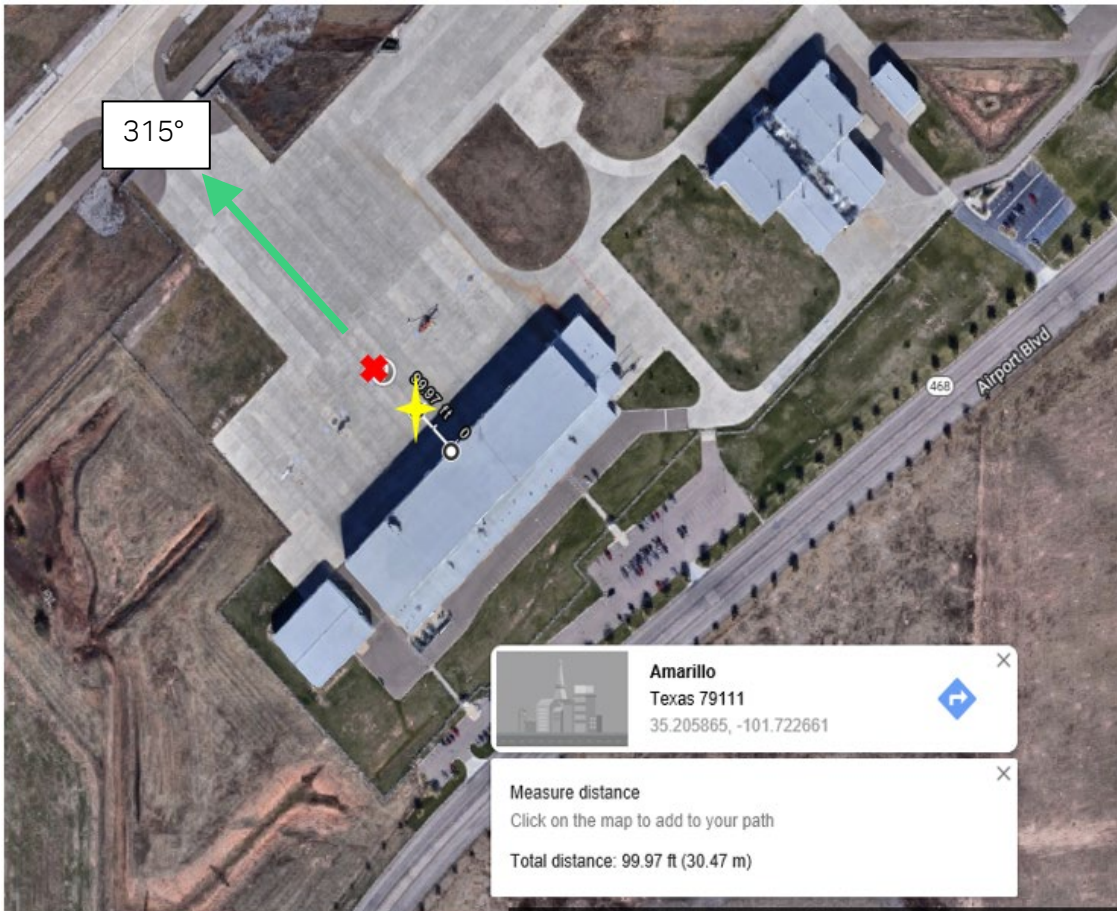 315°
99.97 ft
0
468
Airport Blvd
Amarillo
Texas 79111
35.205865, -101.722661
Measure distance
Click on the map to add to your path
Total distance: 99.97 ft (30.47 m)